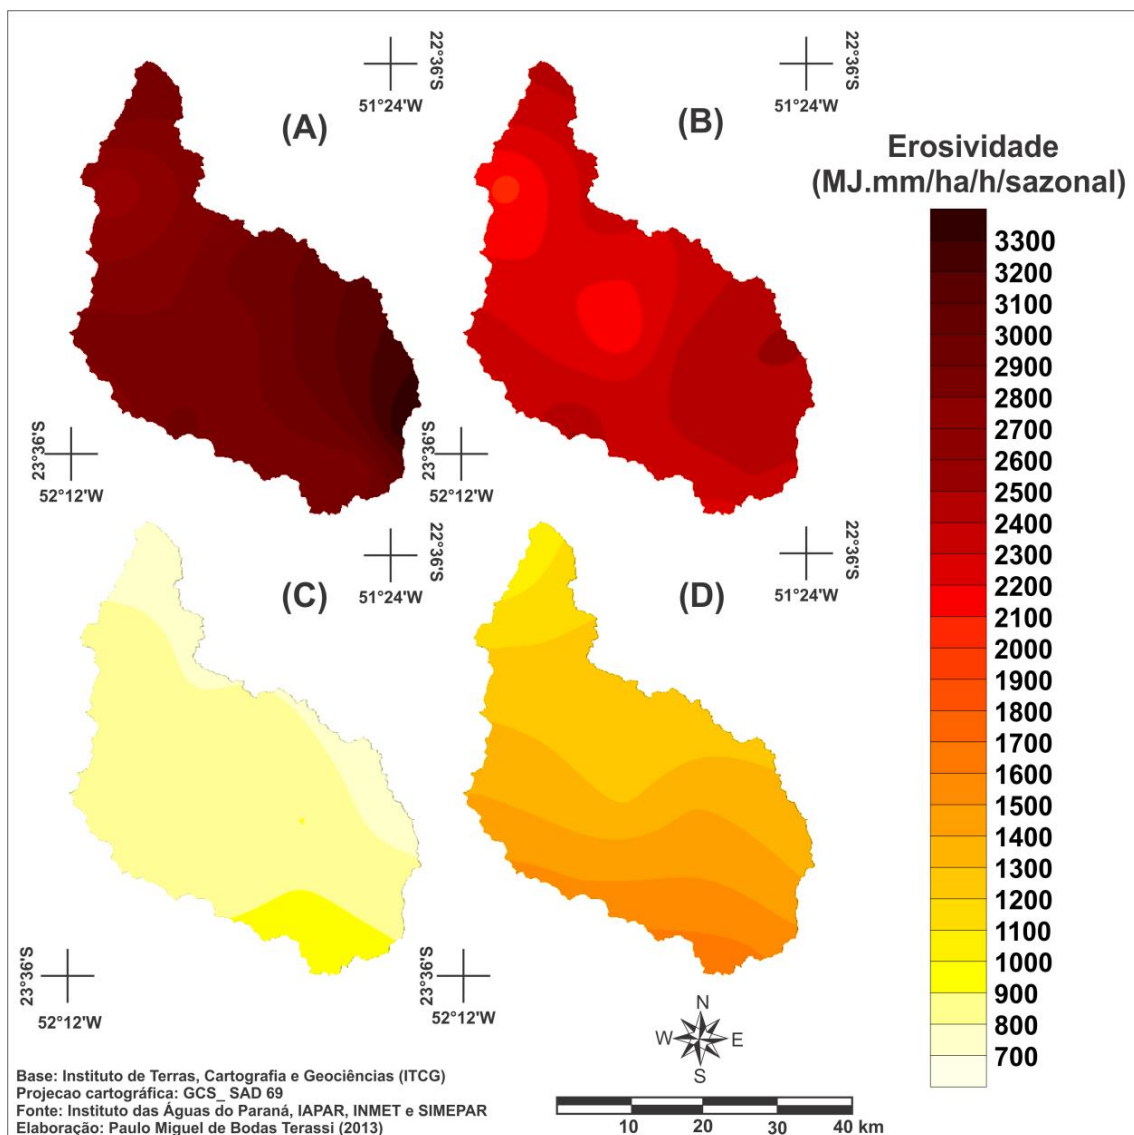 22°36'S
51°24'W
(A)
22°36'S
51°24'W
(B)
Erosividade
(MJ.mm/ha/h/sazonal)
3300
3200
3100
3000
2900
2800
2700
2600
2500
2400
2300
2200
2100
2000
1900
1800
1700
1600
1500
1400
1300
1200
1100
1000
900
800
700
23°36'S
52°12'W
23°36'S
52°12'W
22°36'S
51°24'W
(C)
22°36'S
51°24'W
(D)
23°36'S
52°12'W
23°36'S
52°12'W
N
W E
S
Base: Instituto de Terras, Cartografia e Geociências (ITCG)
Projecao cartográfica: GCS_ SAD 69
Fonte: Instituto das Águas do Paraná, IAPAR, INMET e SIMEPAR
Elaboração: Paulo Miguel de Bodas Terassi (2013)
10 20 30 40 km